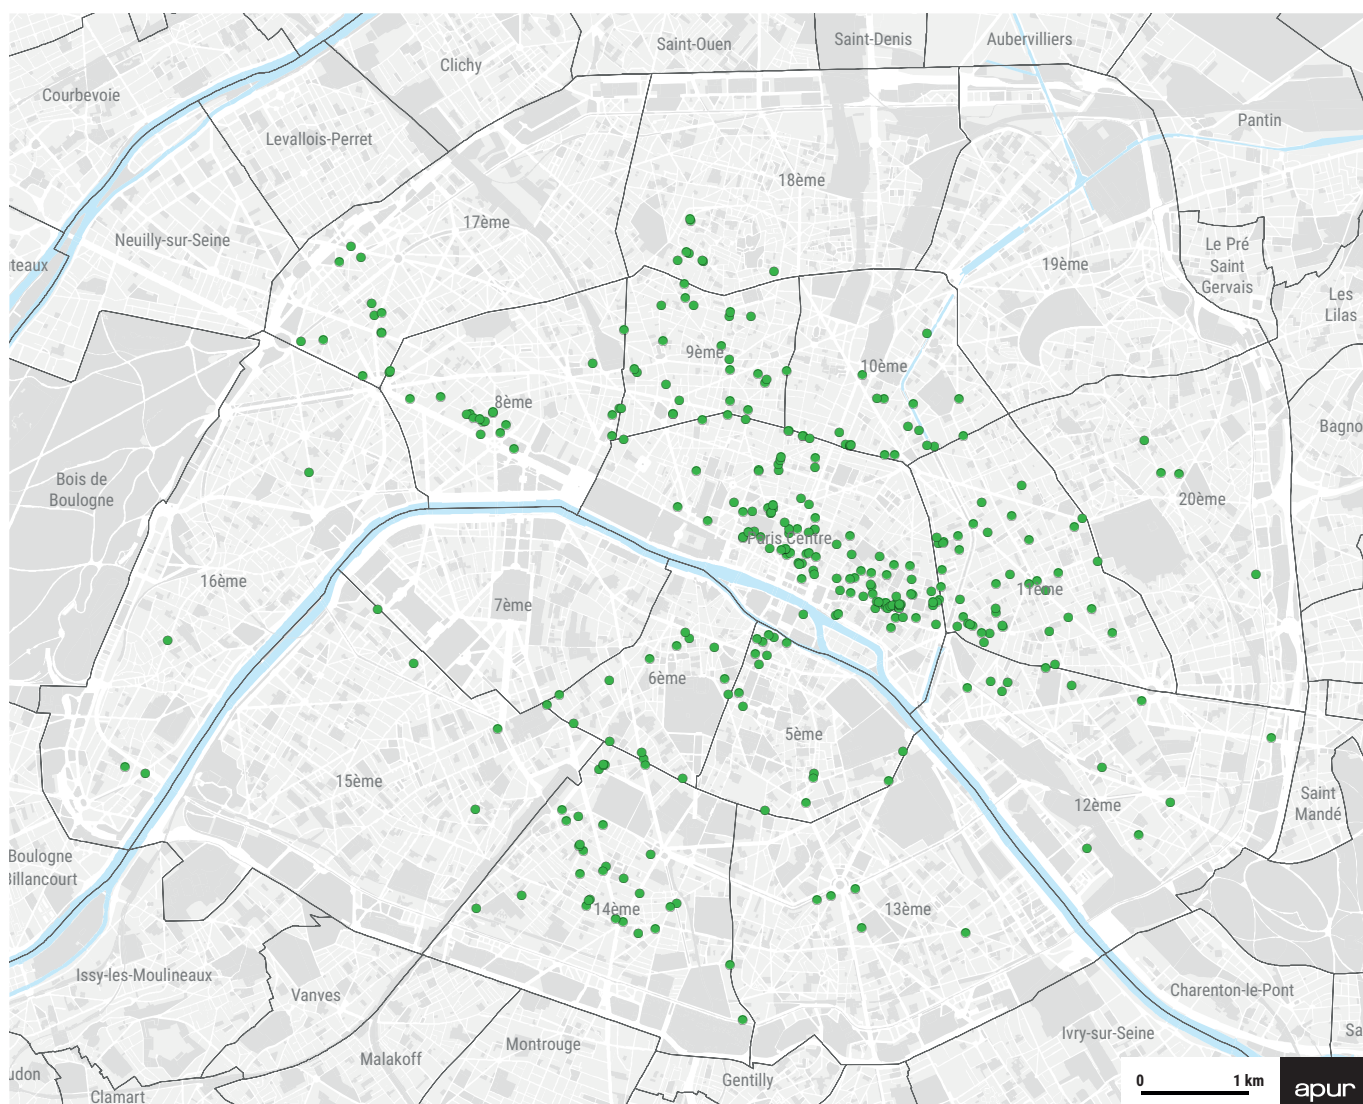 Saint-Ouen
Saint-Denis
Aubervilliers
Clichy
Courbevoie
Pantin
Levallois-Perret
18ème
17ème
Neuilly-sur-Seine
Le Pré
Saint
Gervais
19ème
uteaux
Les
Lilas
9ème
10ème
8ème
Bagno
Bois de
Boulogne
20ème
Paris Centre
16ème
11ème
7ème
6ème
5ème
15ème
12ème
Saint
Mandé
Boulogne
Billancourt
14ème
13ème
Issy-les-Moulineaux
Vanves
Charenton-le-Pont
Ivry-sur-Seine
Sa
Montrouge
Malakoff
udon
Gentilly
Clamart
0 1 km
apur